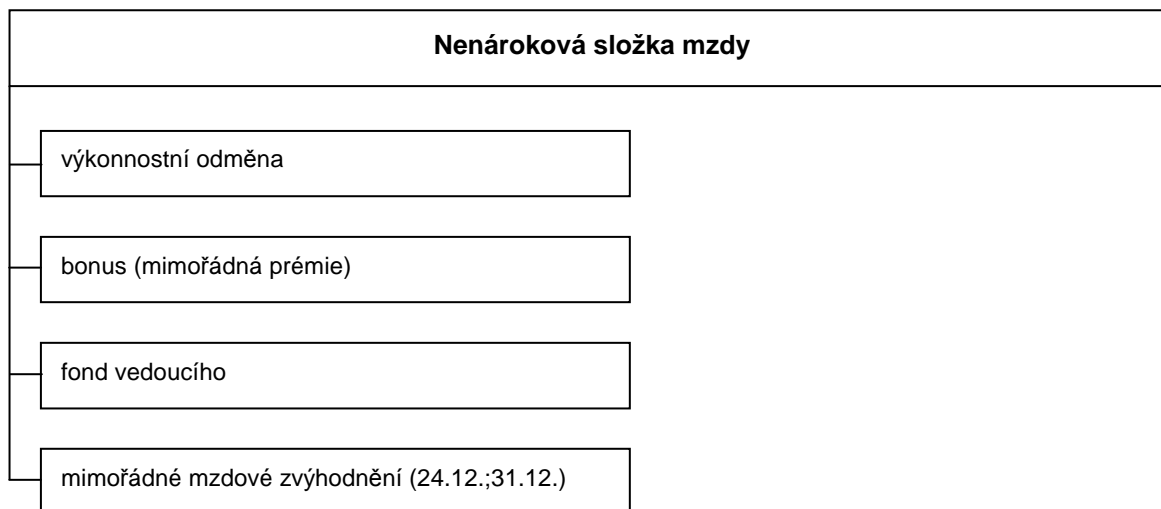 Nenároková složka mzdy
výkonnostní odměna
bonus (mimořádná prémie)
fond vedoucího
mimořádné mzdové zvýhodnění (24.12.;31.12.)